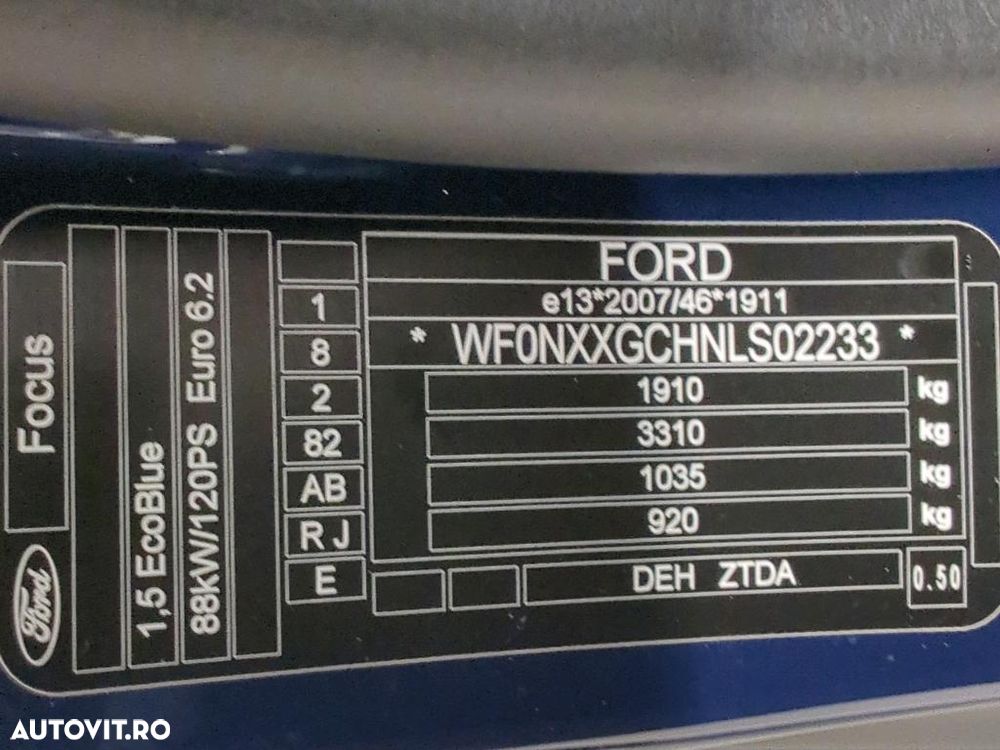 Focus
Ford
1,5 EcoBlue
88kW/120PS Euro 6.2
1
8
2
82
AB
R J
E
FORD
e13*2007/46*1911
* WF0NXXGCHNLS02233 *
1910 kg
3310 kg
1035 kg
920 kg
DEH ZTDA
0.50
AUTOVIT.RO